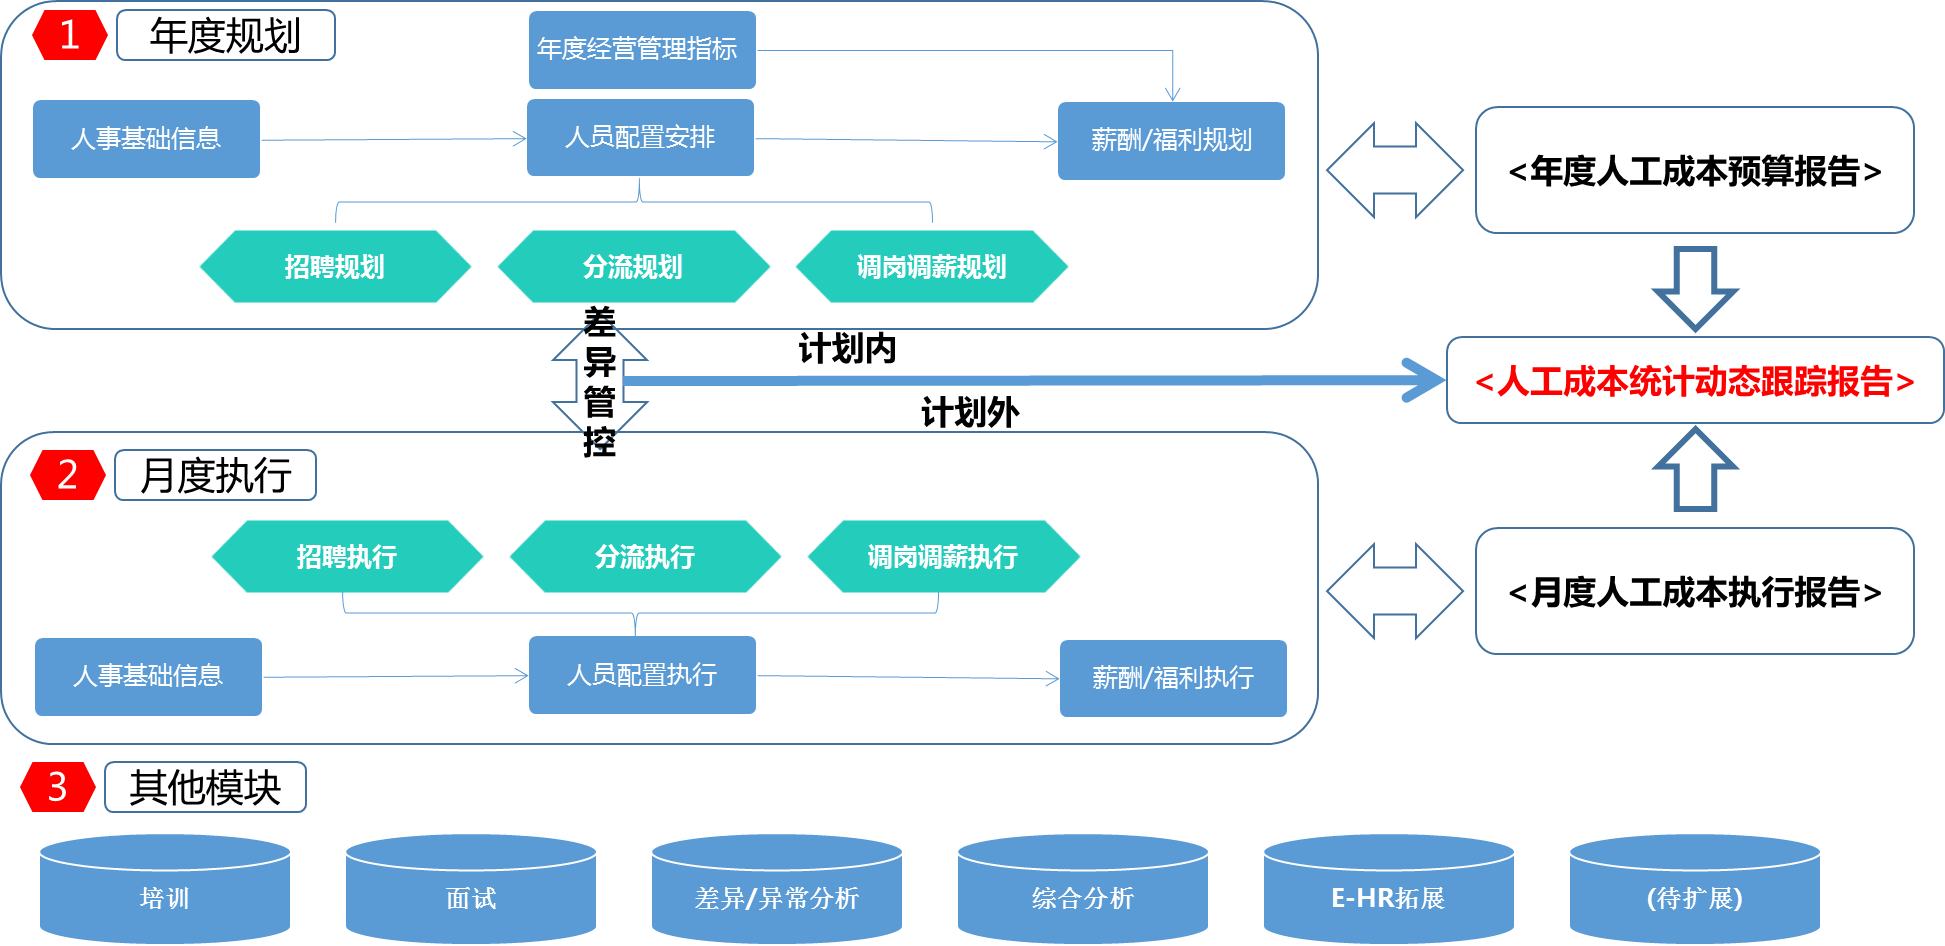 1
年度规划
年度经营管理指标
人事基础信息
人员配置安排
薪酬/福利规划
<年度人工成本预算报告>
招聘规划
分流规划
调岗调薪规划
差
异
管
控
计划内
<人工成本统计动态跟踪报告>
计划外
2
月度执行
招聘执行
分流执行
调岗调薪执行
<月度人工成本执行报告>
人事基础信息
人员配置执行
薪酬/福利执行
3
其他模块
培训
面试
差异/异常分析
综合分析
E-HR拓展
(待扩展)